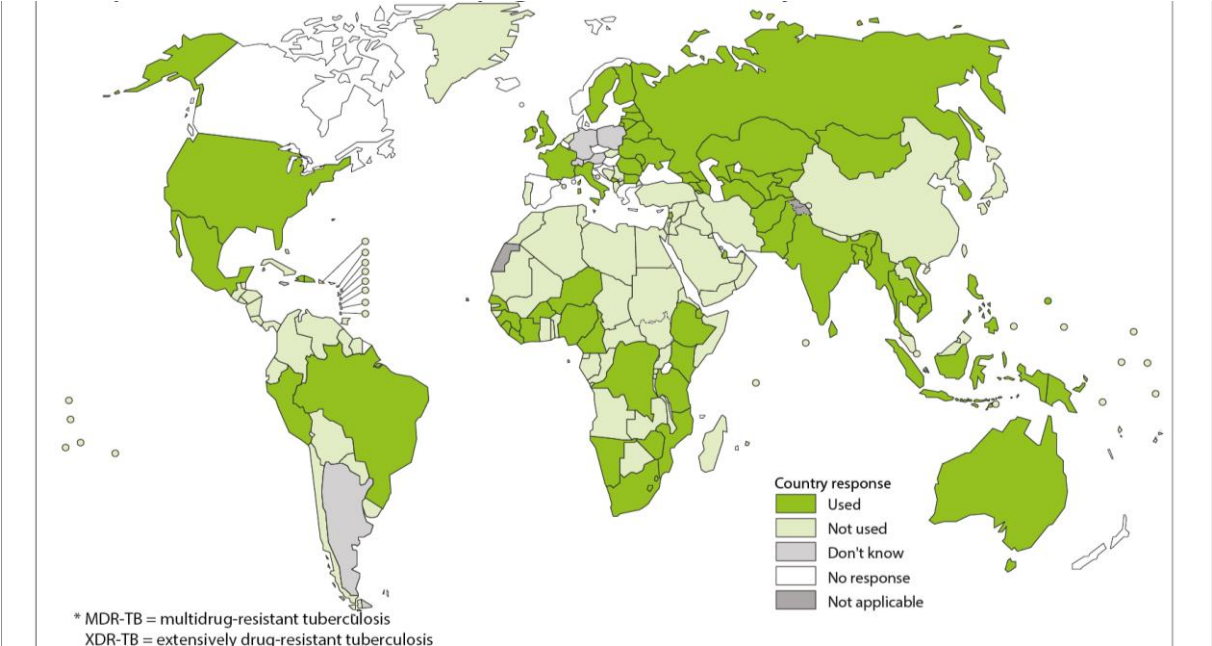 Country response
Used
Not used
Don't know
No response
Not applicable
* MDR-TB = multidrug-resistant tuberculosis
XDR-TB = extensively drug-resistant tuberculosis